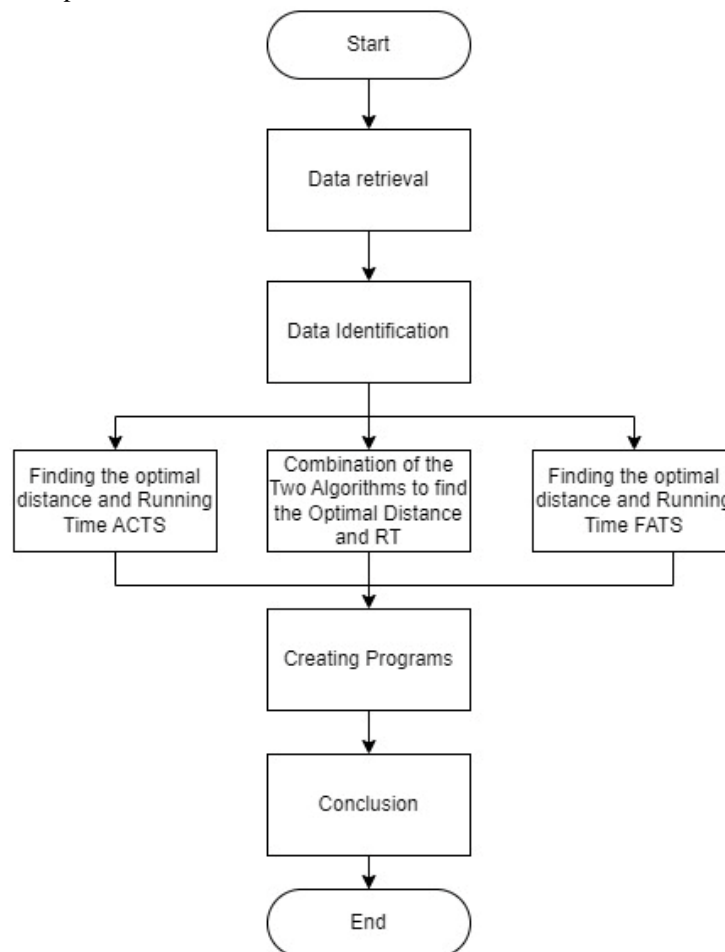 Start
Data retrieval
Data Identification
Finding the optimal
distance and Running
Time ACTS
Combination of the
Two Algorithms to find
the Optimal Distance
and RT
Finding the optimal
distance and Running
Time FATS
Creating Programs
Conclusion
End